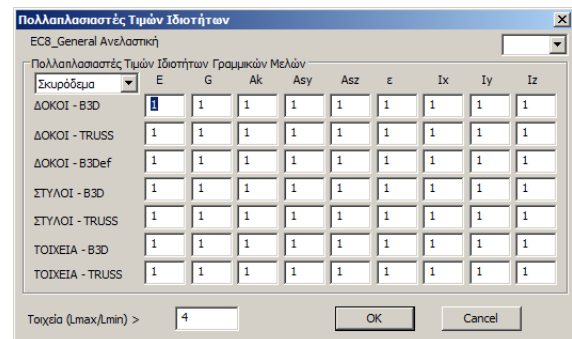 Πολλαπλασιαστές Τιμών Ιδιοτήτων
EC8_General Ανελαστική
Πολλαπλασιαστές Τιμών Ιδιοτήτων Γραμμικών Μελών
Σκυρόδεμα E G Ak Asy Asz ε Ix Iy Iz
ΔΟΚΟΙ - B3D 1 1 1 1 1 1 1 1 1
ΔΟΚΟΙ - TRUSS 1 1 1 1 1 1 1 1 1
ΔΟΚΟΙ - B3Def 1 1 1 1 1 1 1 1 1
ΣΤΥΛΟΙ - B3D 1 1 1 1 1 1 1 1 1
ΣΤΥΛΟΙ - TRUSS 1 1 1 1 1 1 1 1 1
ΤΟΙΧΕΙΑ - B3D 1 1 1 1 1 1 1 1 1
ΤΟΙΧΕΙΑ - TRUSS 1 1 1 1 1 1 1 1 1
Τοιχεία (Lmax/Lmin) > 4 OK Cancel